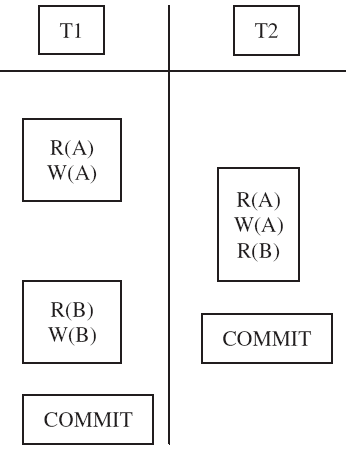 T1
T2
R(A)
W(A)
R(A)
W(A)
R(B)
R(B)
W(B)
COMMIT
COMMIT